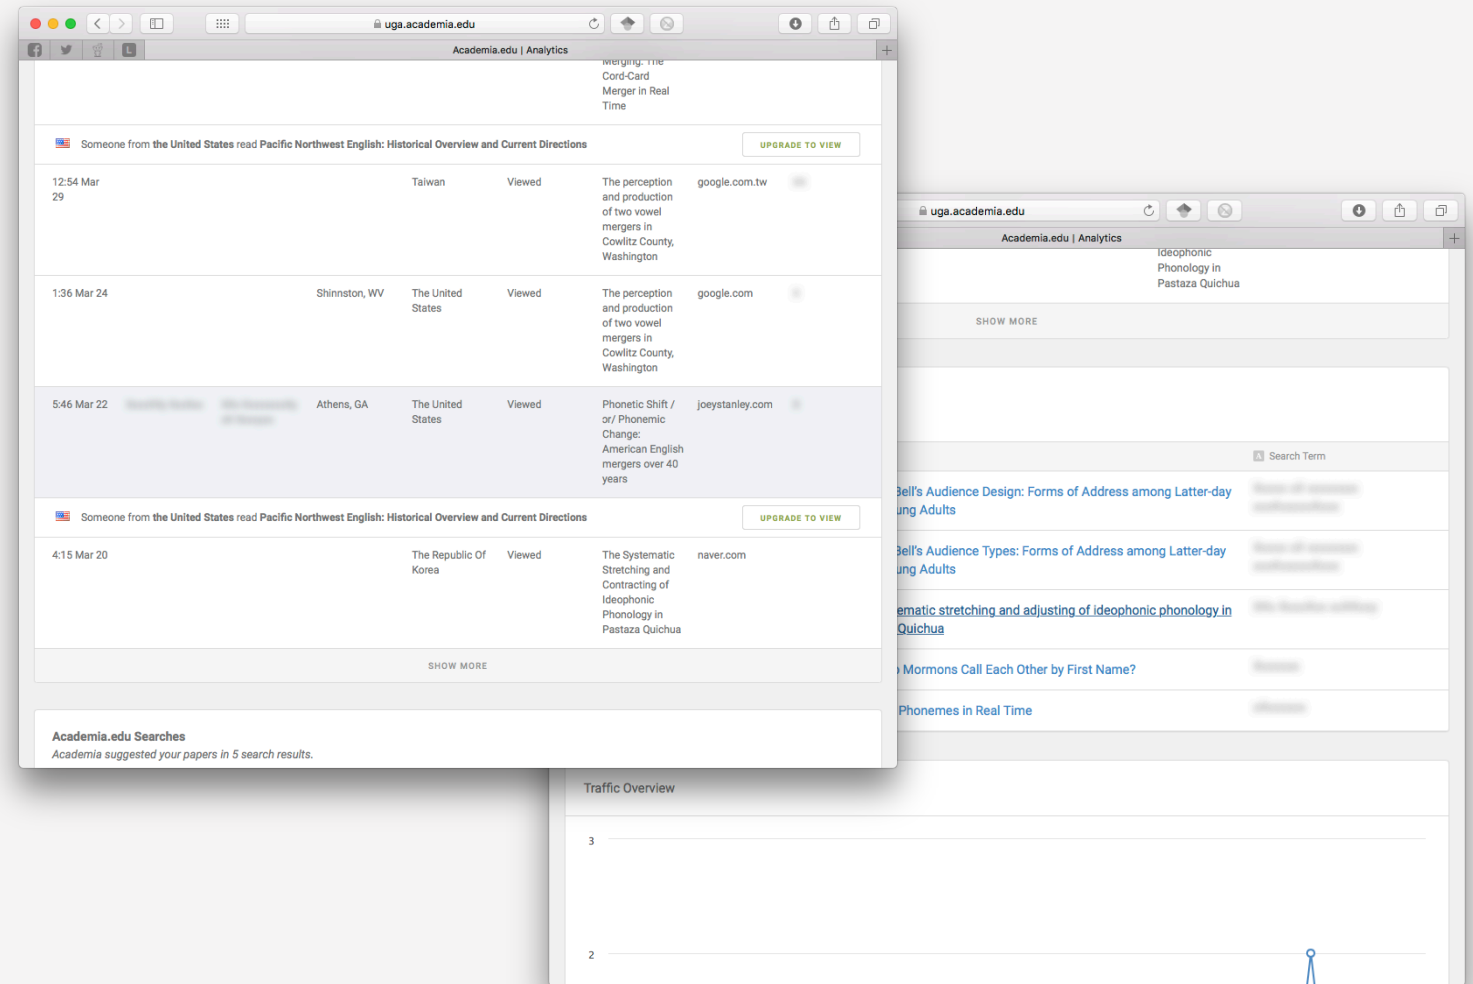 uga.academia.edu
Academia.edu | Analytics
Merging: The
Cord-Card
Merger in Real
Time
Someone from the United States read Pacific Northwest English: Historical Overview and Current Directions
UPGRADE TO VIEW
12:54 Mar
29
Taiwan
Viewed
The perception
and production
of two vowel
mergers in
Cowlitz County,
Washington
google.com.tw
1:36 Mar 24
Shinnston, WV
The United
States
Viewed
The perception
and production
of two vowel
mergers in
Cowlitz County,
Washington
google.com
5:46 Mar 22
Athens, GA
The United
States
Viewed
Phonetic Shift /
or/ Phonemic
Change:
American English
mergers over 40
years
joeystanley.com
Someone from the United States read Pacific Northwest English: Historical Overview and Current Directions
UPGRADE TO VIEW
4:15 Mar 20
The Republic Of
Korea
Viewed
The Systematic
Stretching and
Contracting of
Ideophonic
Phonology in
Pastaza Quichua
naver.com
SHOW MORE
Academia.edu Searches
Academia suggested your papers in 5 search results.
uga.academia.edu
Academia.edu | Analytics
Ideophonic
Phonology in
Pastaza Quichua
SHOW MORE
Search Term
Bell's Audience Design: Forms of Address among Latter-day
ung Adults
Bell's Audience Types: Forms of Address among Latter-day
ung Adults
ematic stretching and adjusting of ideophonic phonology in
Quichua
Mormons Call Each Other by First Name?
Phonemes in Real Time
Traffic Overview
3
2